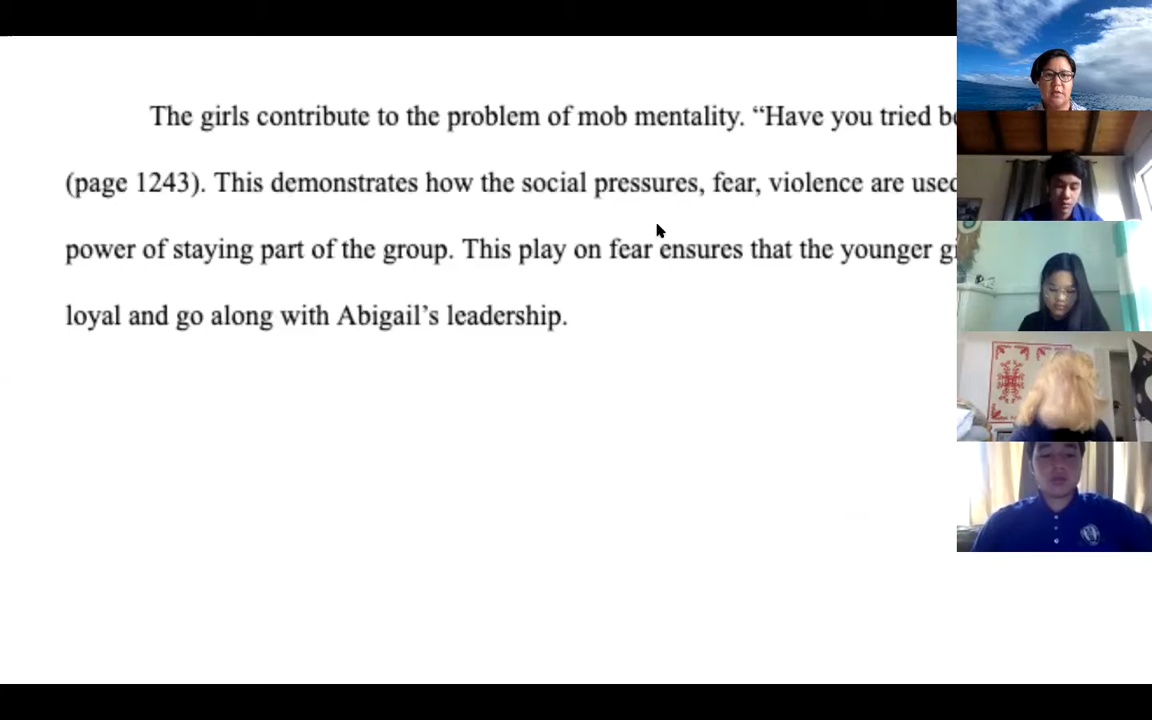 The girls contribute to the problem of mob mentality. “Have you tried
(page 1243). This demonstrates how the social pressures, fear, violence are
power of staying part of the group. This play on fear ensures that the younger
loyal and go along with Abigail’s leadership.